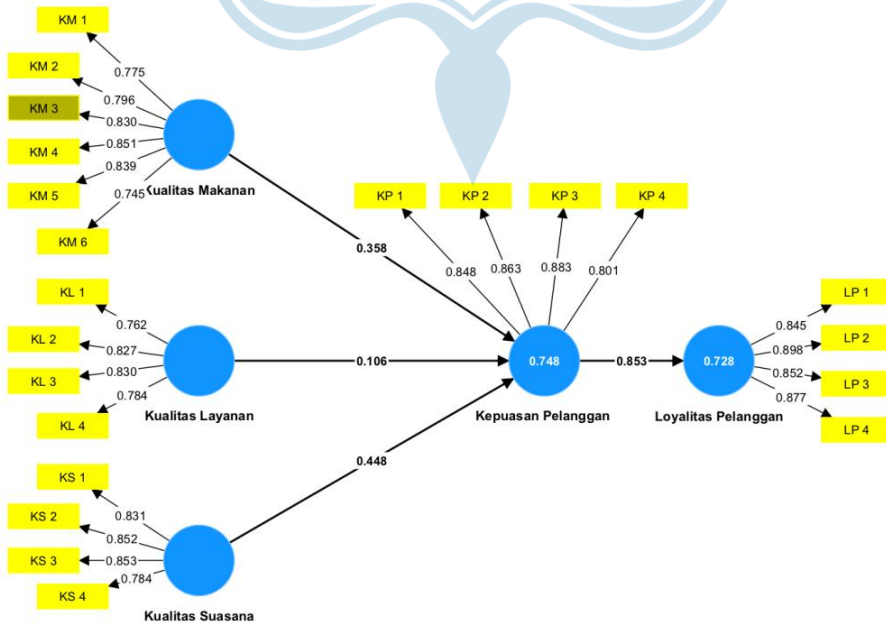 KM 1
KM 2
KM 3
KM 4
KM 5
KM 6
0.775
0.796
0.830
0.851
0.839
0.745
Kualitas Makanan
0.358
KP 1
KP 2
KP 3
KP 4
0.848
0.863
0.883
0.801
KL 1
KL 2
KL 3
KL 4
0.762
0.827
0.830
0.784
Kualitas Layanan
0.106
0.748
Kepuasan Pelanggan
0.853
0.728
Loyalitas Pelanggan
LP 1
LP 2
LP 3
LP 4
0.845
0.898
0.852
0.877
KS 1
KS 2
KS 3
KS 4
0.831
0.852
0.853
0.784
Kualitas Suasana
0.448